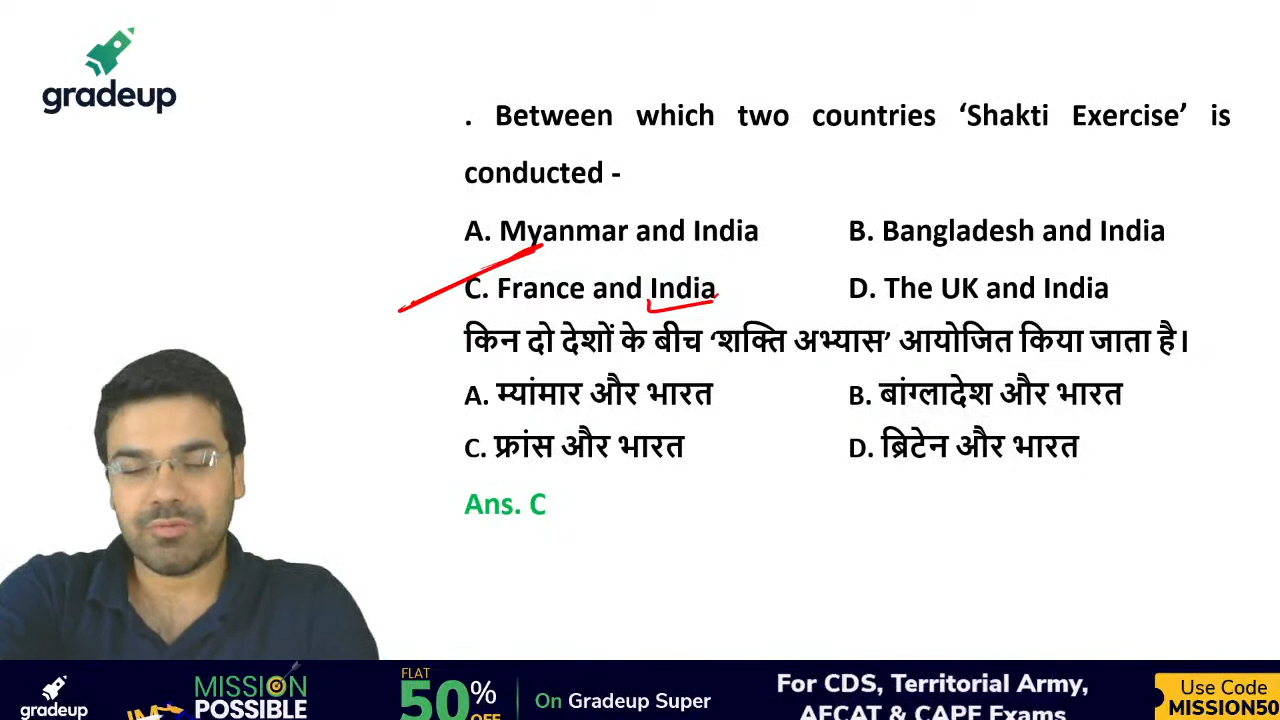 gradeup
. Between which two countries ‘Shakti Exercise’ is
conducted -
A. Myanmar and India B. Bangladesh and India
C. France and India D. The UK and India
किन दो देशों के बीच ‘शक्ति अभ्यास’ आयोजित किया जाता है।
A. म्यांमार और भारत B. बांग्लादेश और भारत
C. फ्रांस और भारत D. ब्रिटेन और भारत
Ans. C
gradeup
MISSION
POSSIBLE
FLAT
50% OFF
On Gradeup Super
For CDS, Territorial Army,
AFCAT & CAPF Exams
Use Code
MISSION50